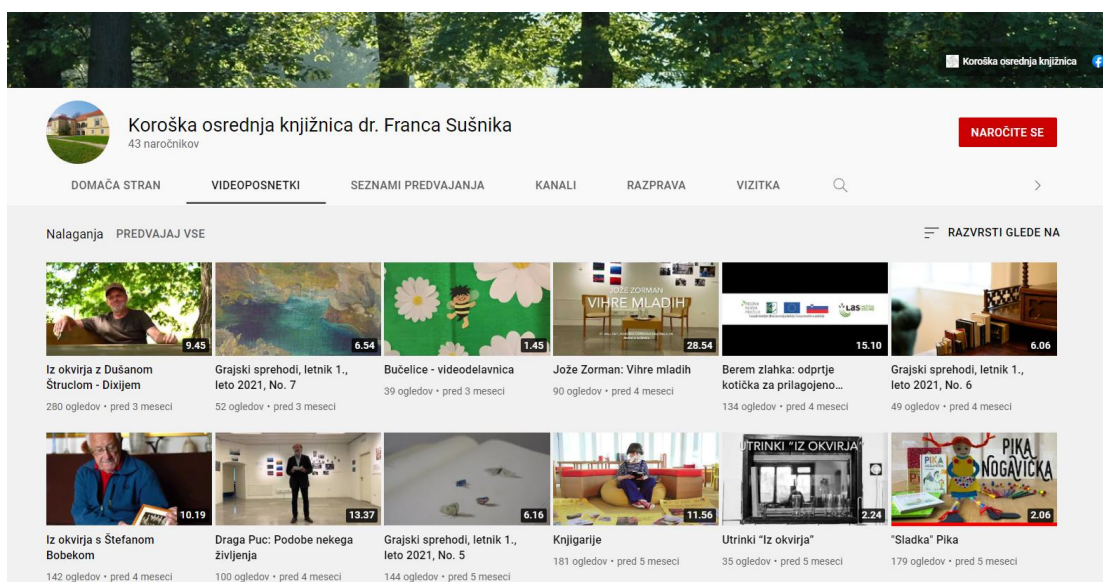 Koroška osrednja knjižnica
Koroška osrednja knjižnica dr. Franca Sušnika
43 naročnikov
NAROČITE SE
DOMAČA STRAN VIDEOPOSNETKI SEZNAMI PREDVAJANJA KANALI RAZPRAVA VIZITKA
Nalaganja PREDVAJAJ VSE RAZVRSTI GLEDE NA
9.45
Iz okvirja z Dušanom
Štruclom - Dixijem
280 ogledov • pred 3 meseci
6.54
Grajski sprehodi, letnik 1.,
leto 2021, No. 7
52 ogledov • pred 3 meseci
1.45
Bučelice - videodelavnica
39 ogledov • pred 3 meseci
JOŽE ZORMAN
VIHRE MLADIH
28.54
Jože Zorman: Vihre mladih
90 ogledov • pred 4 meseci
LAS
15.10
Berem zlahka: odprtje
kotička za prilagojeno...
134 ogledov • pred 4 meseci
6.06
Grajski sprehodi, letnik 1.,
leto 2021, No. 6
49 ogledov • pred 4 meseci
10.19
Iz okvirja s Štefanom
Bobekom
142 ogledov • pred 4 meseci
13.37
Draga Puc: Podobe nekega
življenja
100 ogledov • pred 4 meseci
6.16
Grajski sprehodi, letnik 1.,
leto 2021, No. 5
144 ogledov • pred 5 meseci
11.56
Knjigarije
181 ogledov • pred 5 meseci
UTRINKI "IZ OKVIRJA"
2.24
Utrinki "Iz okvirja"
35 ogledov • pred 5 meseci
PIKA
NOGAVIČKA
PIKA
2.06
"Sladka" Pika
179 ogledov • pred 5 meseci